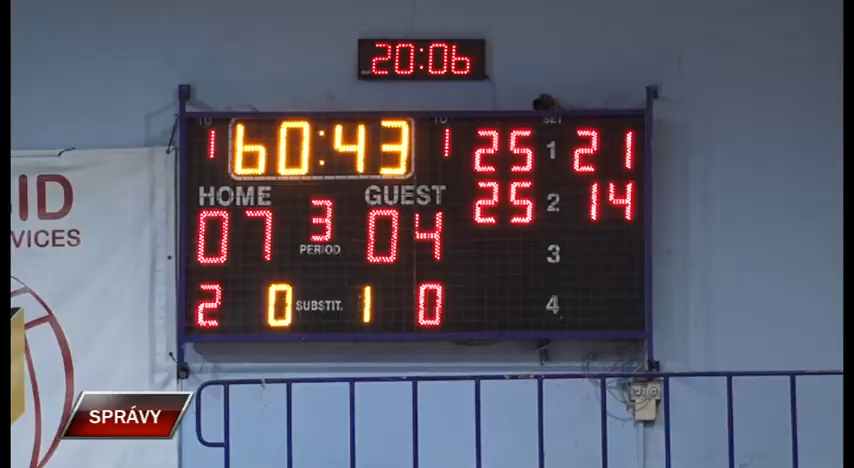 20:06
TO TO SET
1 60:43 1 25 1 21
HOME GUEST 25 2 14
07 3 04
PERIOD 3
2 0 SUBSTIT. 1 0 4
ID
VICES
SPRÁVY